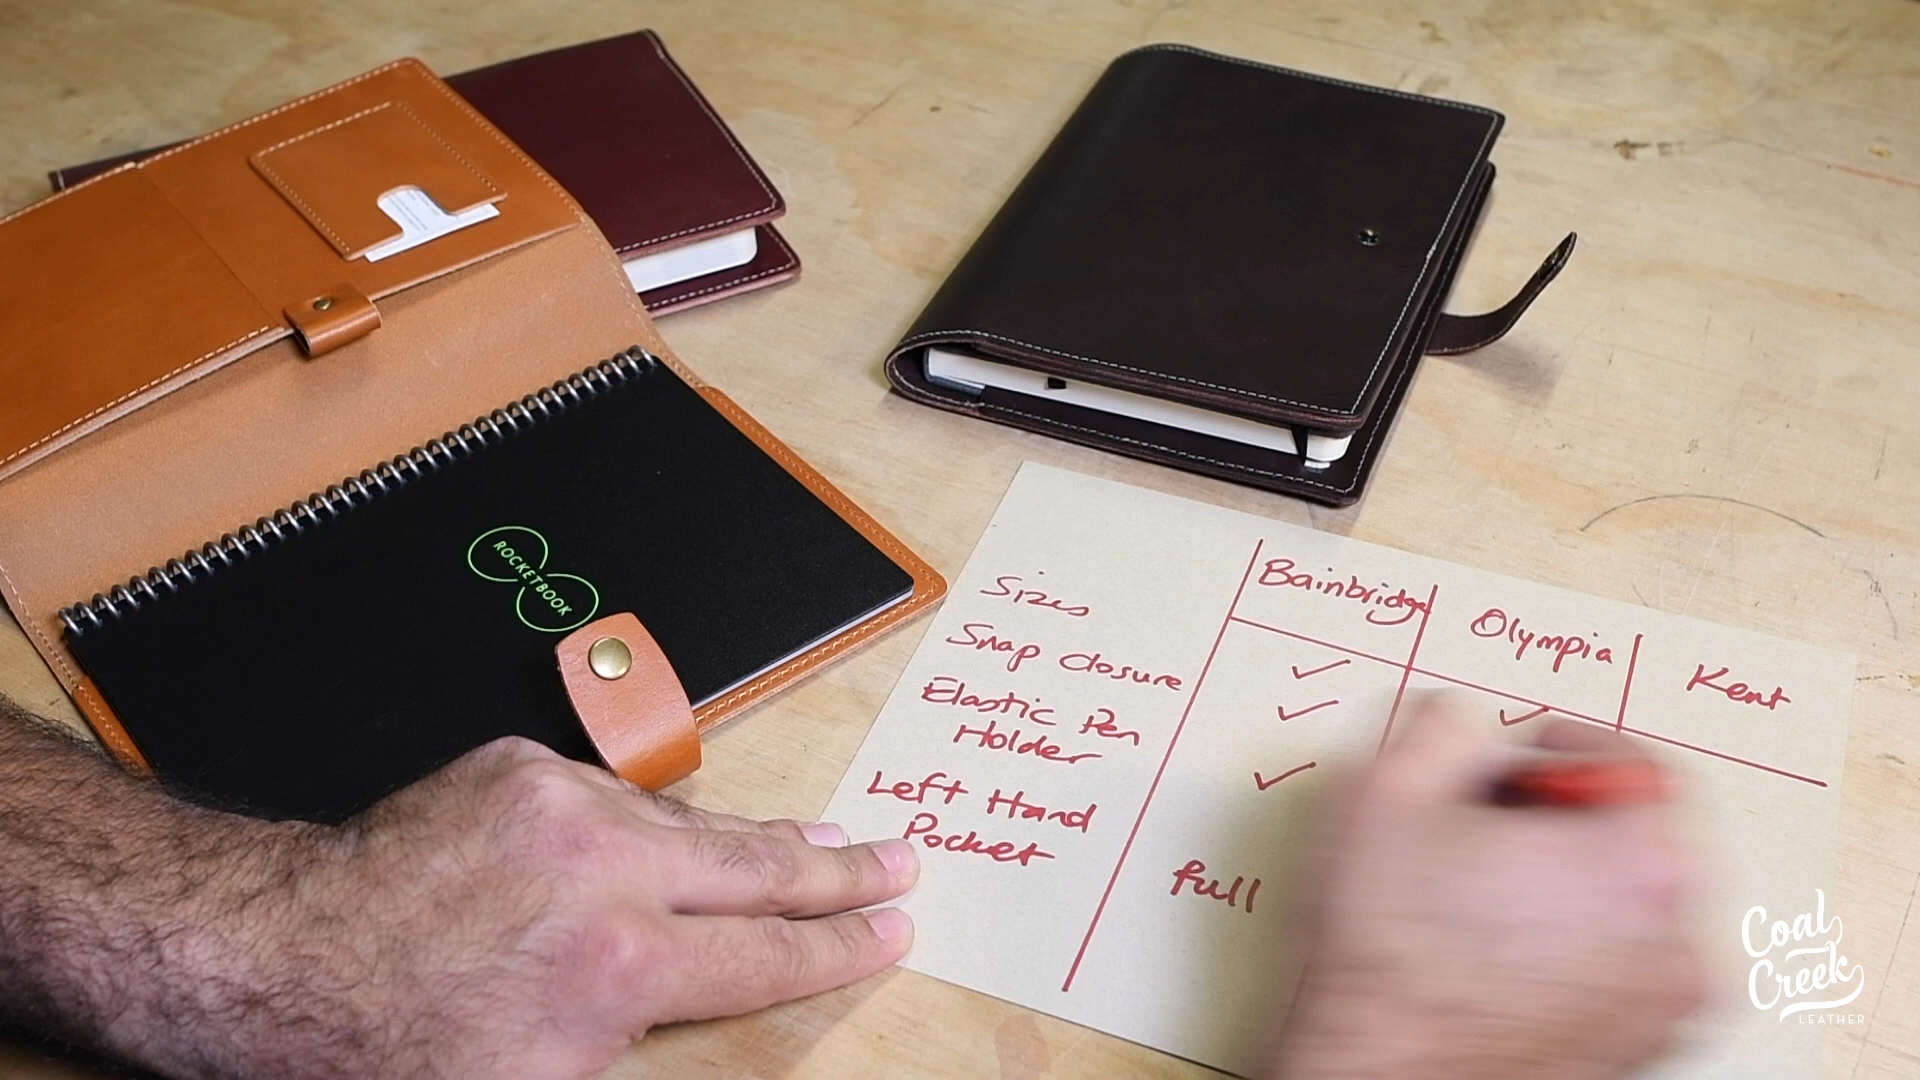 ROCKETBOOK
Bainbridge Olympia Kent
Sizes ✓
Snap Closure ✓ ✓
Elastic Pen
Holder ✓
Left Hand
Pocket full
Coal
Creek
LEATHER